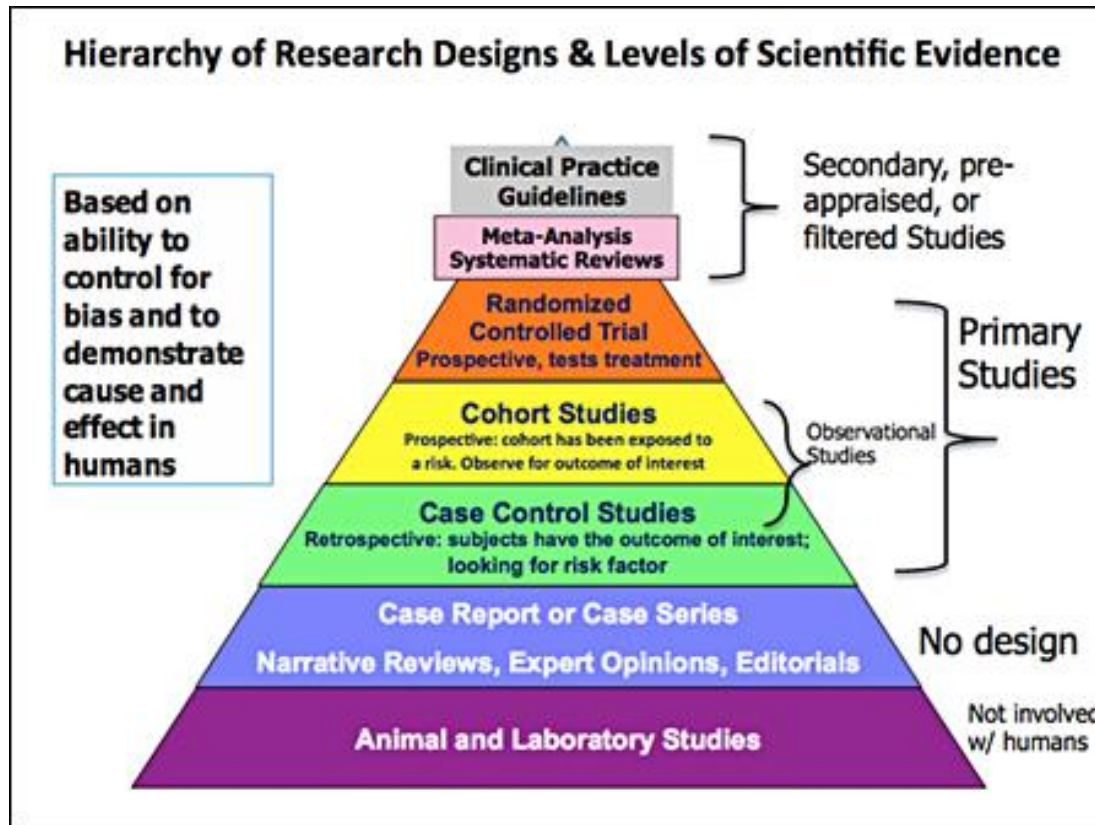 Hierarchy of Research Designs & Levels of Scientific Evidence
Based on
ability to
control for
bias and to
demonstrate
cause and
effect in
humans
Clinical Practice
Guidelines
Meta-Analysis
Systematic Reviews
Secondary, pre-
appraised, or
filtered Studies
Randomized
Controlled Trial
Prospective, tests treatment
Primary
Studies
Cohort Studies
Prospective: cohort has been exposed to
a risk. Observe for outcome of interest
Observational
Studies
Case Control Studies
Retrospective: subjects have the outcome of interest;
looking for risk factor
Case Report or Case Series
Narrative Reviews, Expert Opinions, Editorials
No design
Animal and Laboratory Studies
Not involved
w/ humans